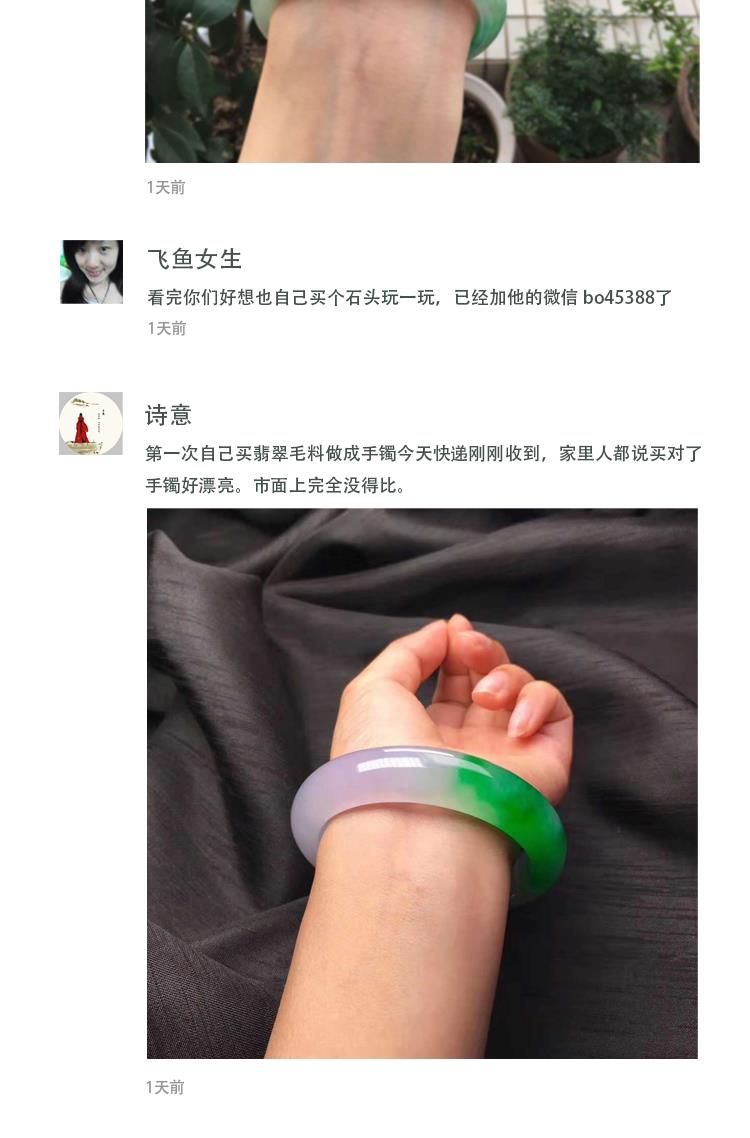 1天前
飞鱼女生
看完你们好想也自己买个石头玩一玩，已经加他的微信 bo45388了
1天前
诗意
第一次自己买翡翠毛料做成手镯今天快递刚刚收到，家里人都说买对了
手镯好漂亮。市面上完全没得比。
1天前